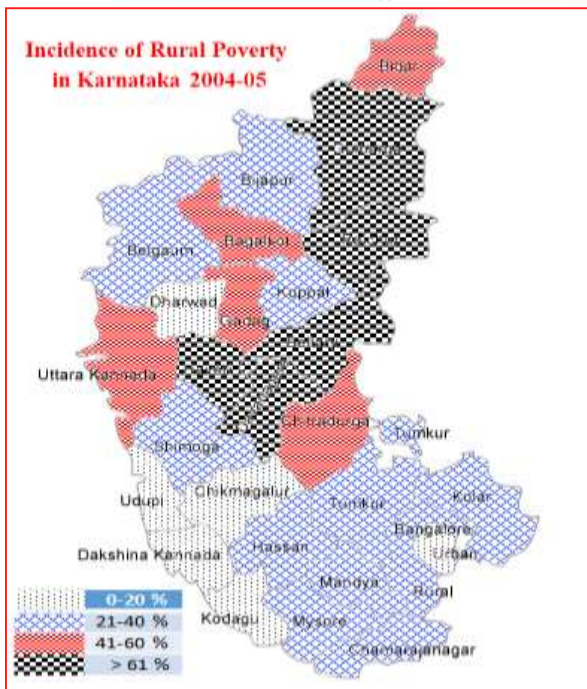 Incidence of Rural Poverty
in Karnataka 2004-05
Bidar
Bijapur
Bagalkot
Belgaum
Koppal
Dharwad
Gadag
Uttara Kannada
Chtradurga
Tumkur
Shimoga
Chikmagalur
Tumkur
Kolar
Udupi
Bangalore
Urban
Hassan
Dakshina Kannada
Mandya
Rural
Kodagu
Mysore
Chamarajanagar
0-20 %
21-40 %
41-60 %
> 61 %